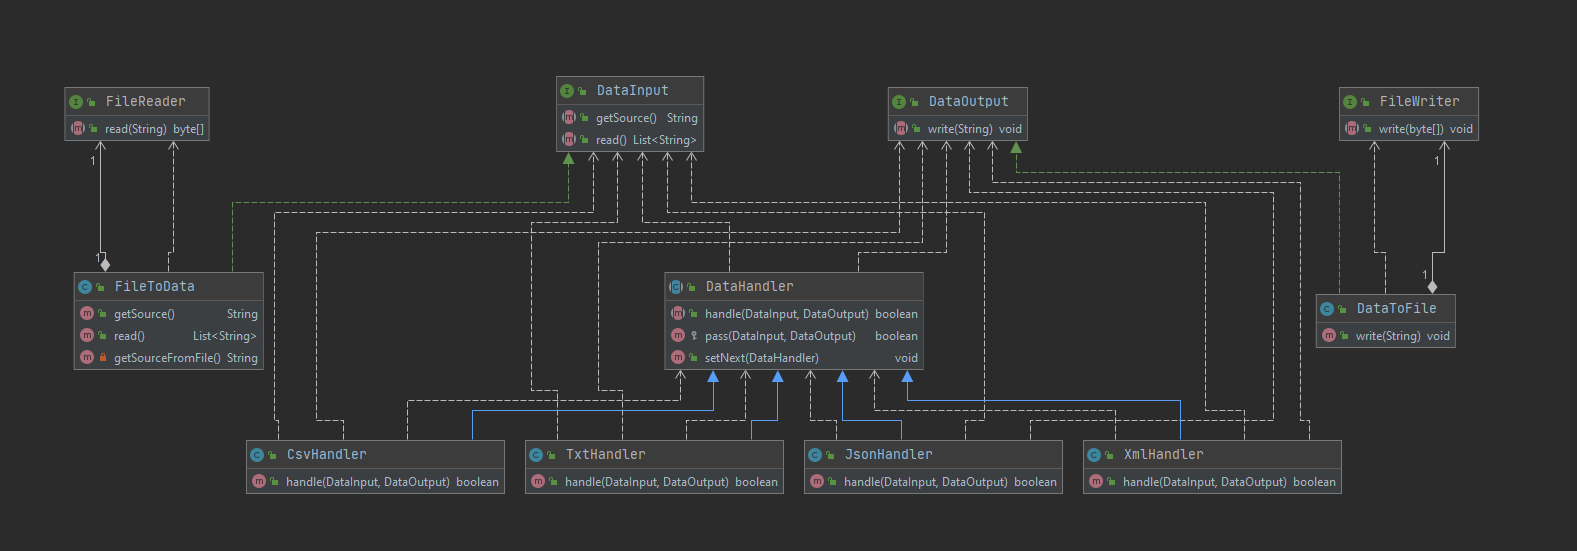 FileReader
read(String) byte[]
DataInput
getSource() String
read() List<String>
DataOutput
write(String) void
FileWriter
write(byte[]) void
1
1
1
1
FileToData
getSource() String
read() List<String>
getSourceFromFile() String
DataHandler
handle(DataInput, DataOutput) boolean
pass(DataInput, DataOutput) boolean
setNext(DataHandler) void
DataToFile
write(String) void
CsvHandler
handle(DataInput, DataOutput) boolean
TxtHandler
handle(DataInput, DataOutput) boolean
JsonHandler
handle(DataInput, DataOutput) boolean
XmlHandler
handle(DataInput, DataOutput) boolean